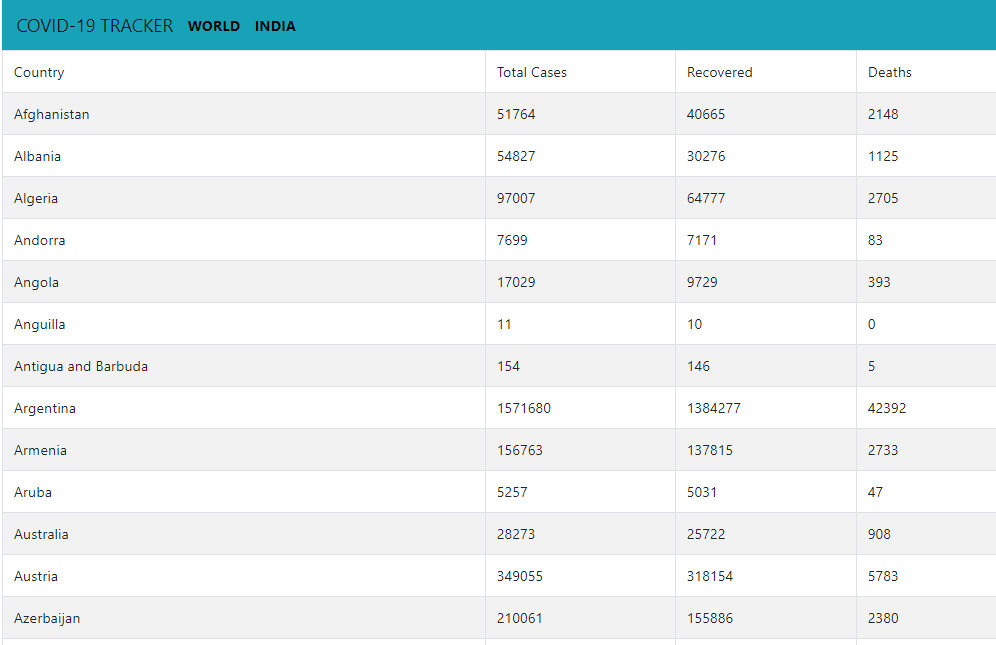 COVID-19 TRACKER WORLD INDIA
Country Total Cases Recovered Deaths
Afghanistan 51764 40665 2148
Albania 54827 30276 1125
Algeria 97007 64777 2705
Andorra 7699 7171 83
Angola 17029 9729 393
Anguilla 11 10 0
Antigua and Barbuda 154 146 5
Argentina 1571680 1384277 42392
Armenia 156763 137815 2733
Aruba 5257 5031 47
Australia 28273 25722 908
Austria 349055 318154 5783
Azerbaijan 210061 155886 2380